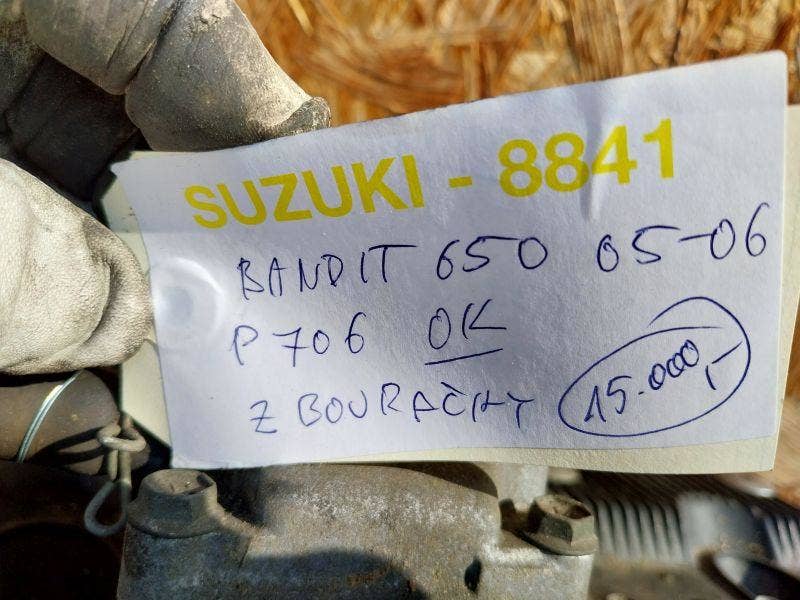 SUZUKI - 8841
BANDIT 650 05-06
P706 OK
Z BOURAČKY 15.000,-